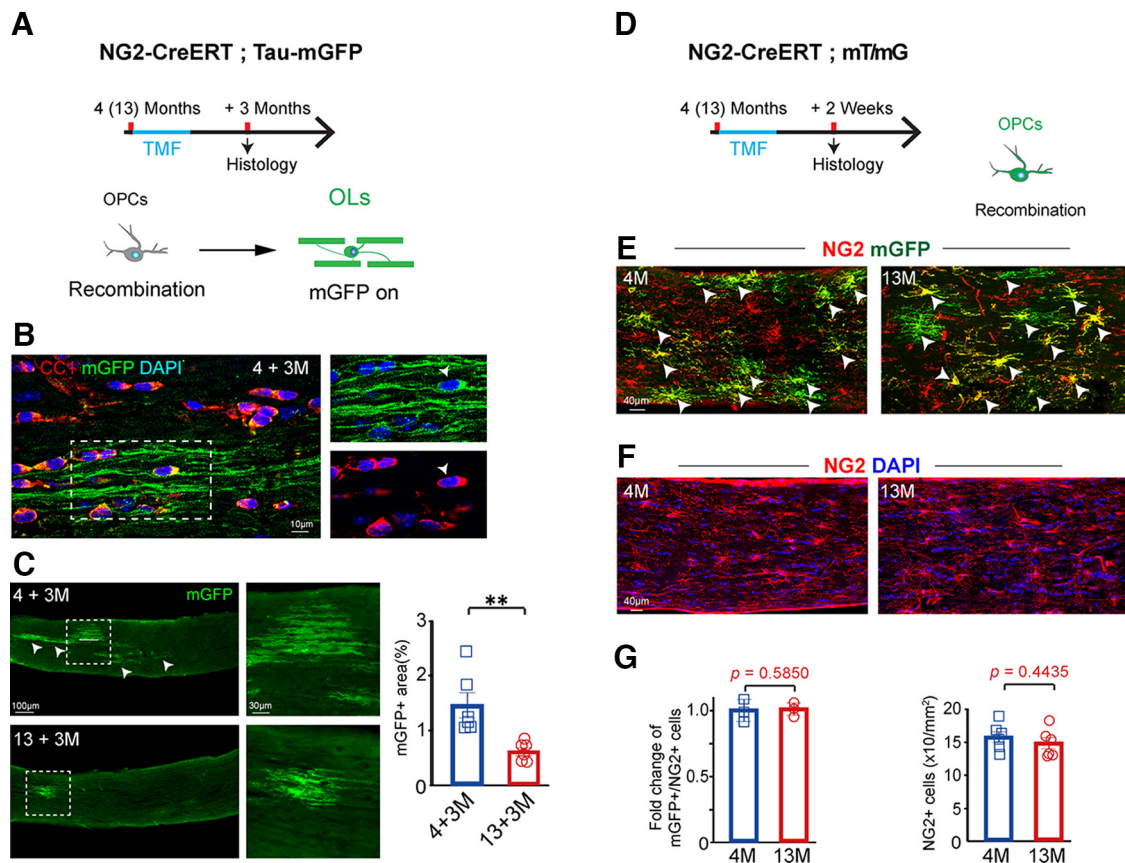 A
NG2-CreERT ; Tau-mGFP
4 (13) Months + 3 Months
TMF
Histology
OPCs
OLs
Recombination
mGFP on
B
CC1 mGFP DAPI 4 + 3M
10µm
C
4 + 3M mGFP
100µm
30µm
13 + 3M
mGFP+ area(%)
3
2
1
0
**
4+3M
13+3M
D
NG2-CreERT ; mT/mG
4 (13) Months + 2 Weeks
TMF
Histology
OPCs
Recombination
E
NG2 mGFP
4M
13M
40µm
F
NG2 DAPI
4M
13M
40µm
G
p = 0.5850
Fold change of
mGFP+/NG2+ cells
1.0
0.5
0
4M
13M
p = 0.4435
NG2+ cells (x10/mm²)
20
15
10
5
0
4M
13M